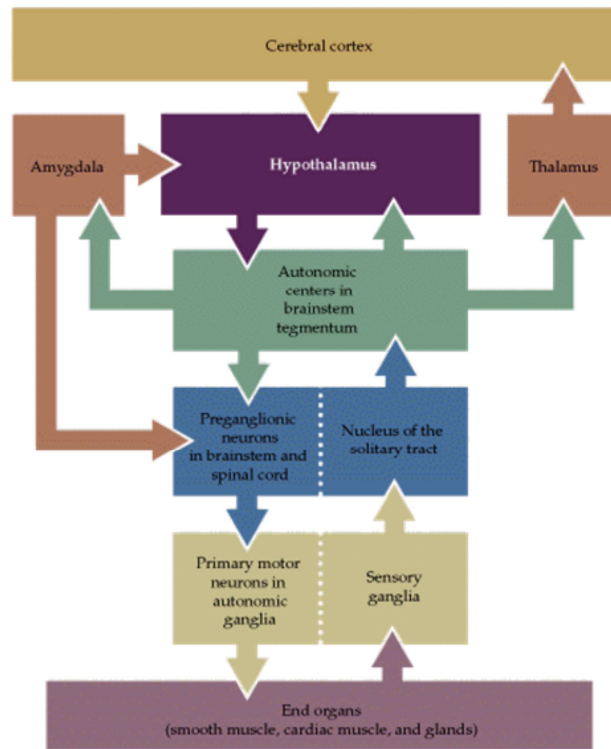 Cerebral cortex
Amygdala
Hypothalamus
Thalamus
Autonomic
centers in
brainstem
tegmentum
Preganglionic
neurons
in brainstem and
spinal cord
Nucleus of the
solitary tract
Primary motor
neurons in
autonomic
ganglia
Sensory
ganglia
End organs
(smooth muscle, cardiac muscle, and glands)